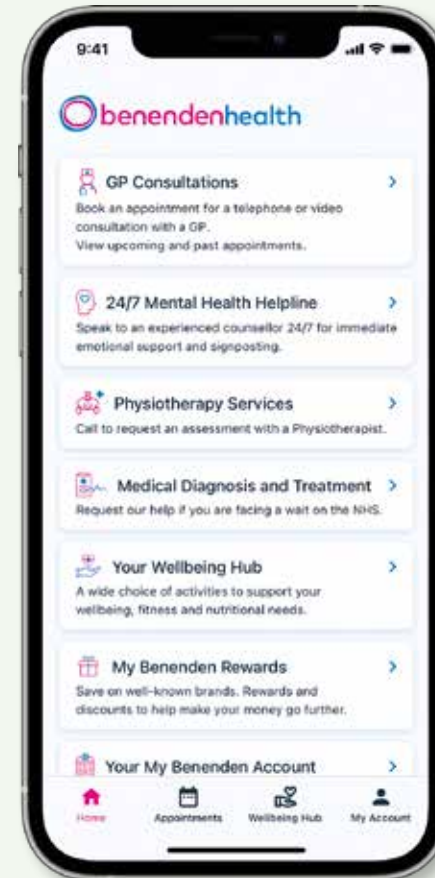 9:41
benendenhealth
GP Consultations
Book an appointment for a telephone or video
consultation with a GP.
View upcoming and past appointments.
24/7 Mental Health Helpline
Speak to an experienced counsellor 24/7 for immediate
emotional support and signposting.
Physiotherapy Services
Call to request an assessment with a Physiotherapist.
Medical Diagnosis and Treatment
Request our help if you are facing a wait on the NHS.
Your Wellbeing Hub
A wide choice of activities to support your
wellbeing, fitness and nutritional needs.
My Benenden Rewards
Save on well-known brands. Rewards and
discounts to help make your money go further.
Your My Benenden Account
Home Appointments Wellbeing Hub My Account